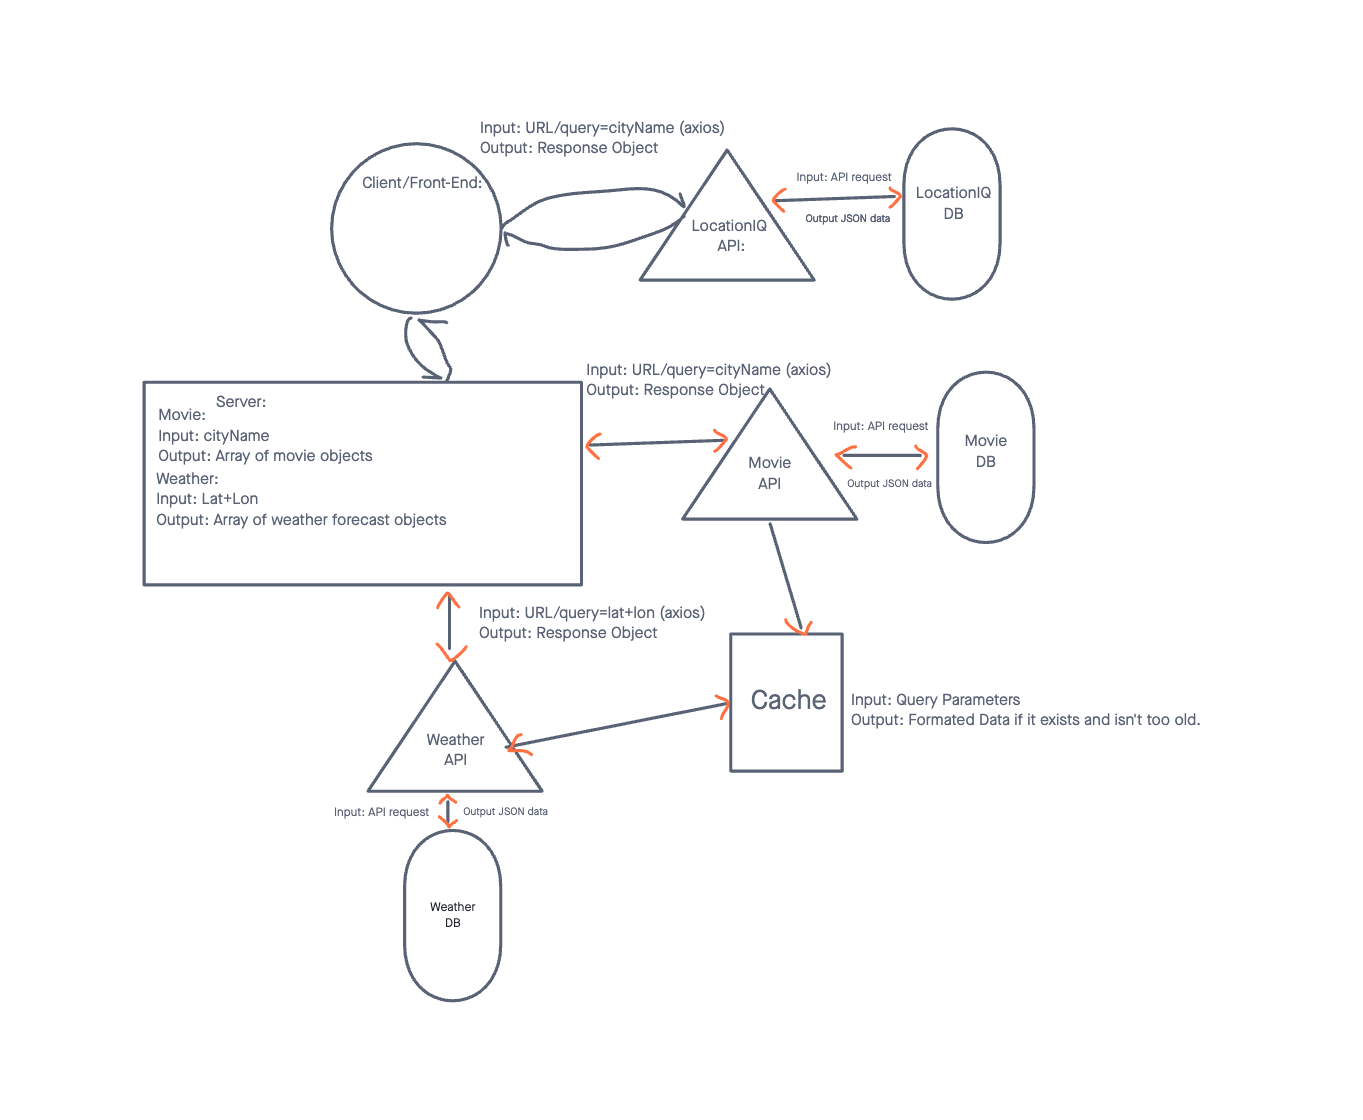 Input: URL/query=cityName (axios)
Output: Response Object
Client/Front-End:
LocationIQ
API:
Input: API request
Output JSON data
LocationIQ
DB
Server:
Movie:
Input: cityName
Output: Array of movie objects
Weather:
Input: Lat+Lon
Output: Array of weather forecast objects
Input: URL/query=cityName (axios)
Output: Response Object
Movie
API
Input: API request
Output JSON data
Movie
DB
Input: URL/query=lat+lon (axios)
Output: Response Object
Cache
Input: Query Parameters
Output: Formated Data if it exists and isn't too old.
Weather
API
Input: API request
Output JSON data
Weather
DB